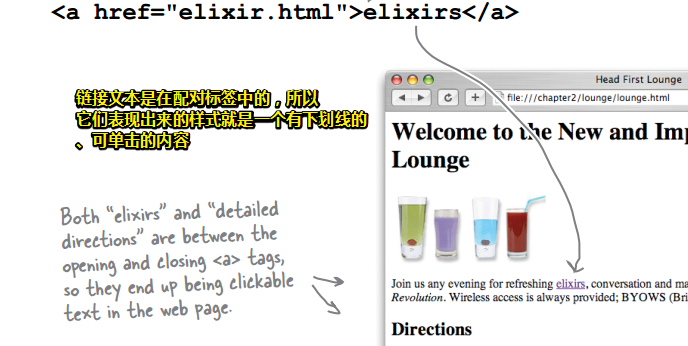 <a href="elixir.html">elixirs</a>
链接文本是在配对标签中的，所以
它们表现出来的样式就是一个有下划线的
、可单击的内容
Both "elixirs" and "detailed
directions" are between the
opening and closing <a> tags,
so they end up being clickable
text in the web page.
Head First Lounge
file:///chapter2/lounge/lounge.html
Welcome to the New and Imp
Lounge
Join us any evening for refreshing elixirs, conversation and ma
Revolution. Wireless access is always provided; BYOWS (Bri
Directions